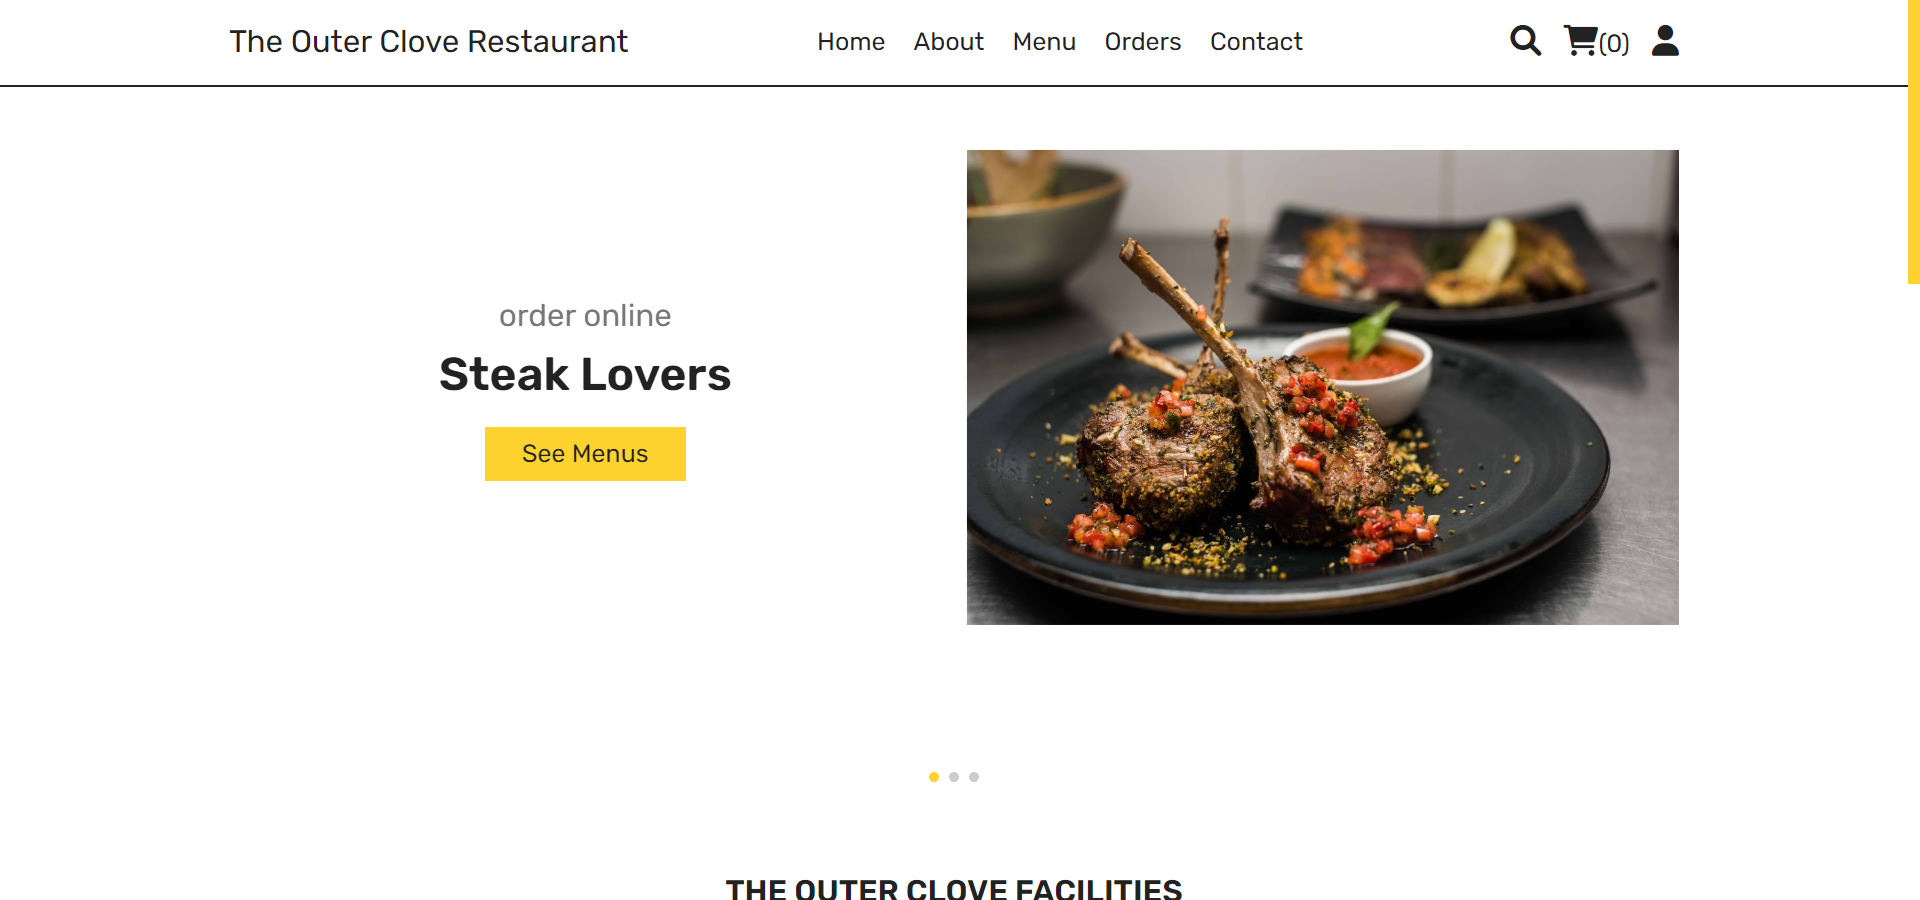 The Outer Clove Restaurant
Home About Menu Orders Contact
(0)
order online
Steak Lovers
See Menus
THE OUTER CLOVE FACILITIES